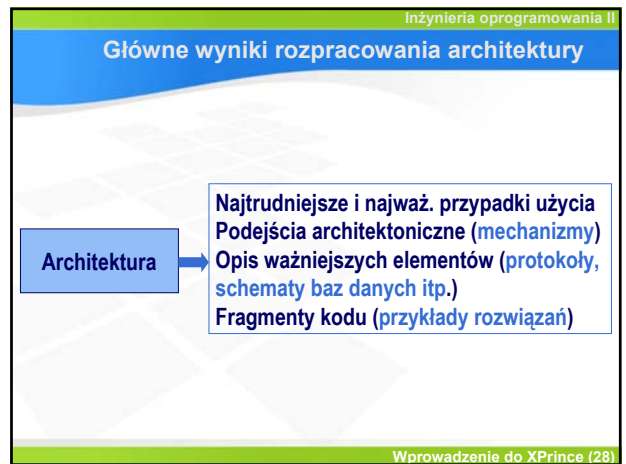 Inżynieria oprogramowania II
Główne wyniki rozpracowania architektury
Architektura
Najtrudniejsze i najważ. przypadki użycia
Podejścia architektoniczne (mechanizmy)
Opis ważniejszych elementów (protokoły,
schematy baz danych itp.)
Fragmenty kodu (przykłady rozwiązań)
Wprowadzenie do XPrince (28)